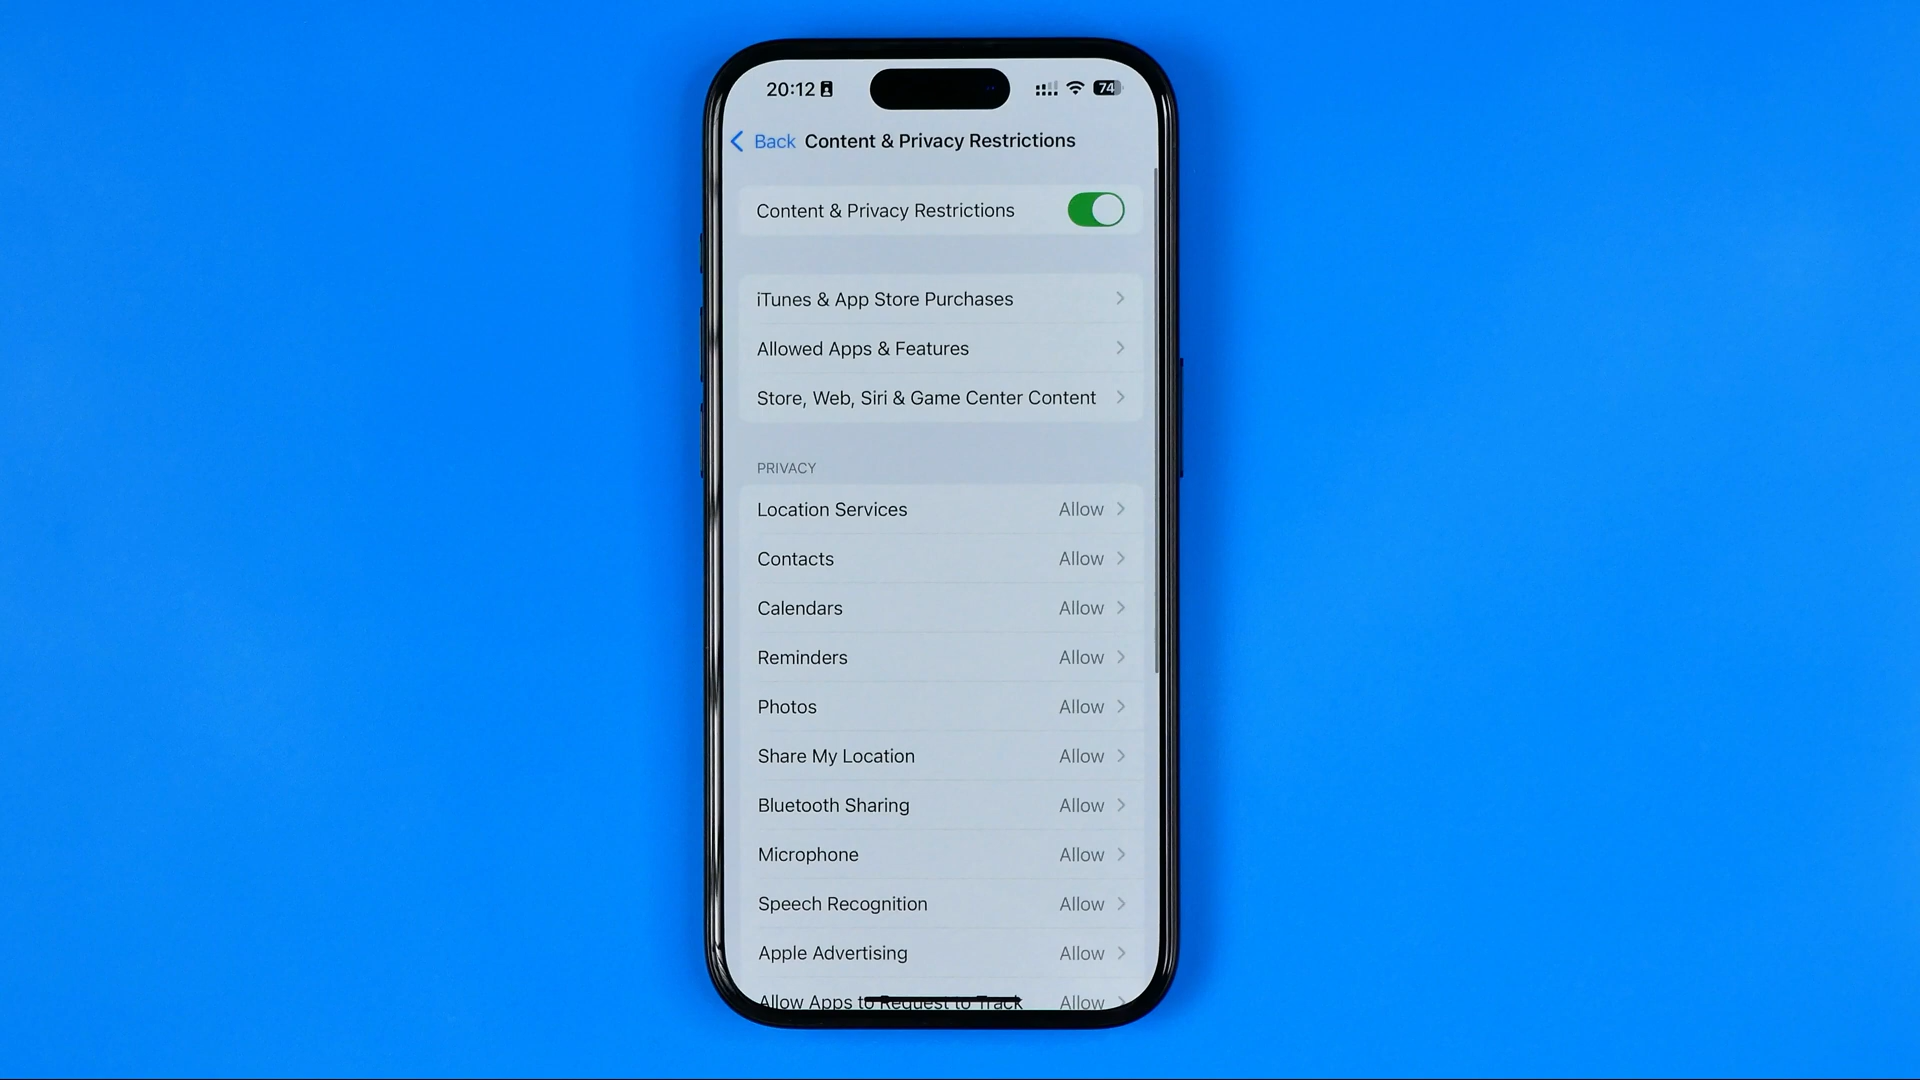 20:12
74
Back Content & Privacy Restrictions
Content & Privacy Restrictions
iTunes & App Store Purchases
Allowed Apps & Features
Store, Web, Siri & Game Center Content
PRIVACY
Location Services Allow
Contacts Allow
Calendars Allow
Reminders Allow
Photos Allow
Share My Location Allow
Bluetooth Sharing Allow
Microphone Allow
Speech Recognition Allow
Apple Advertising Allow
Allow Apps to Request to Track Allow